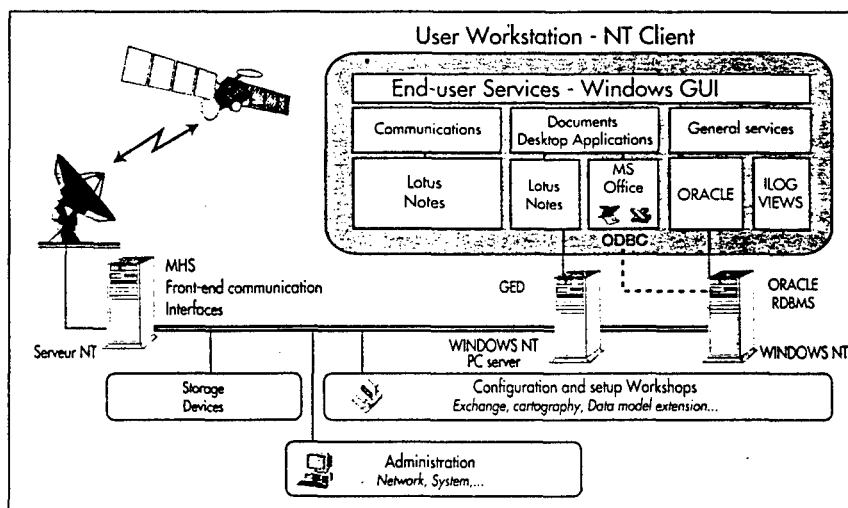 User Workstation - NT Client
End-user Services - Windows GUI
Communications
Documents
Desktop Applications
General services
Lotus
Notes
Lotus
Notes
MS
Office
ORACLE
ILOG
VIEWS
ODBC
MHS
Front-end communication
Interfaces
GED
ORACLE
RDBMS
Serveur NT
WINDOWS NT
PC server
WINDOWS NT
Storage
Devices
Configuration and setup Workshops
Exchange, cartography, Data model extension...
Administration
Network, System,...